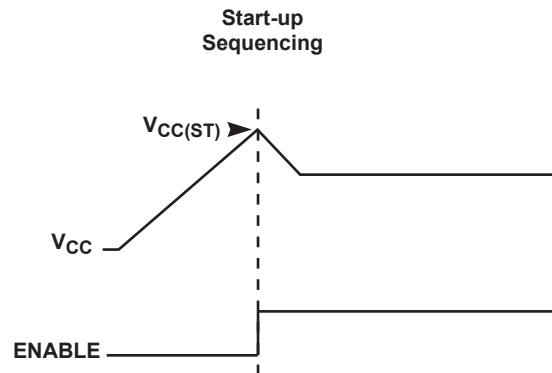 Start-up
Sequencing
VCC(ST)
VCC
ENABLE